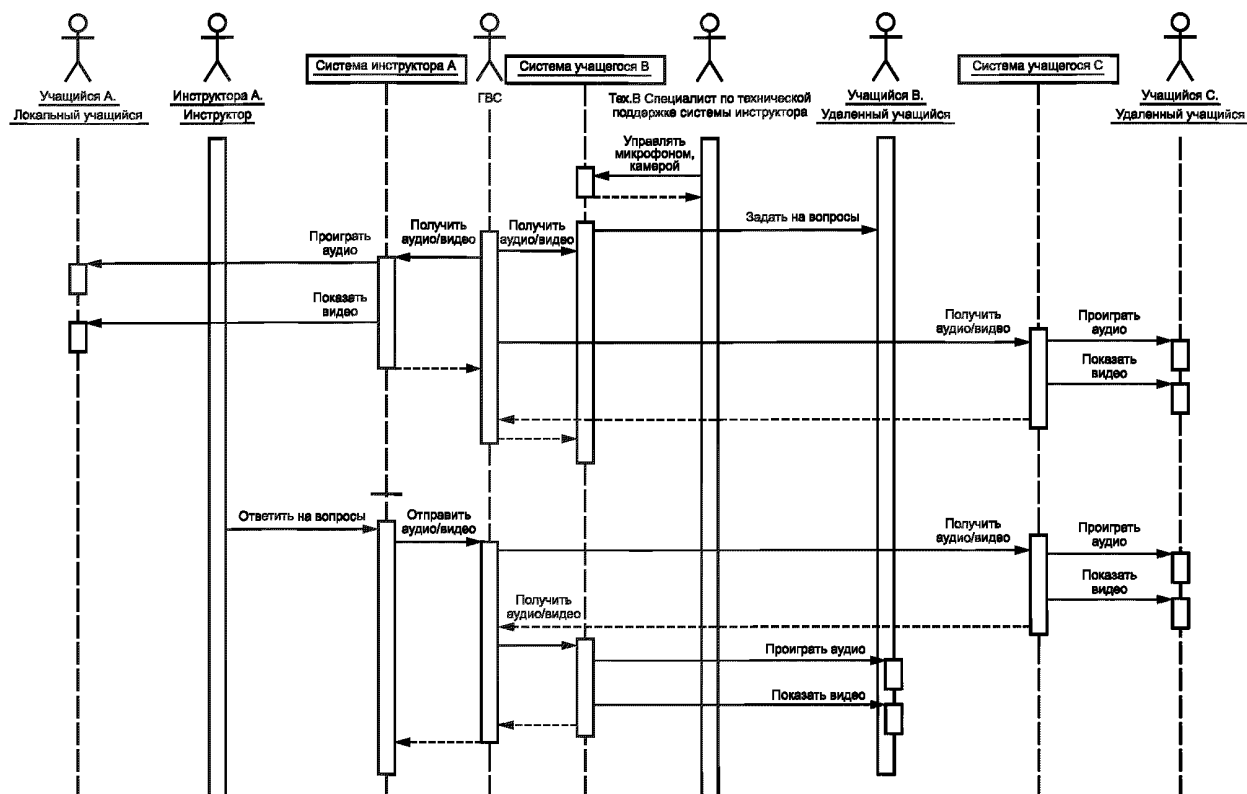 Система инструктора А
Система учащегося В
Система учащегося С
Учащийся А.
Локальный учащийся
Инструктора А.
Инструктор
ГВС
Тех.В Специалист по технической
поддержке системы инструктора
Учащийся В.
Удаленный учащийся
Учащийся С.
Удаленный учащийся
Управлять
микрофоном,
камерой
Задать на вопросы
Получить
аудио/видео
Получить
аудио/видео
Проиграть
аудио
Показать
видео
Получить
аудио/видео
Проиграть
аудио
Показать
видео
Ответить на вопросы
Отправить
аудио/видео
Получить
аудио/видео
Проиграть
аудио
Показать
видео
Получить
аудио/видео
Проиграть аудио
Показать видео